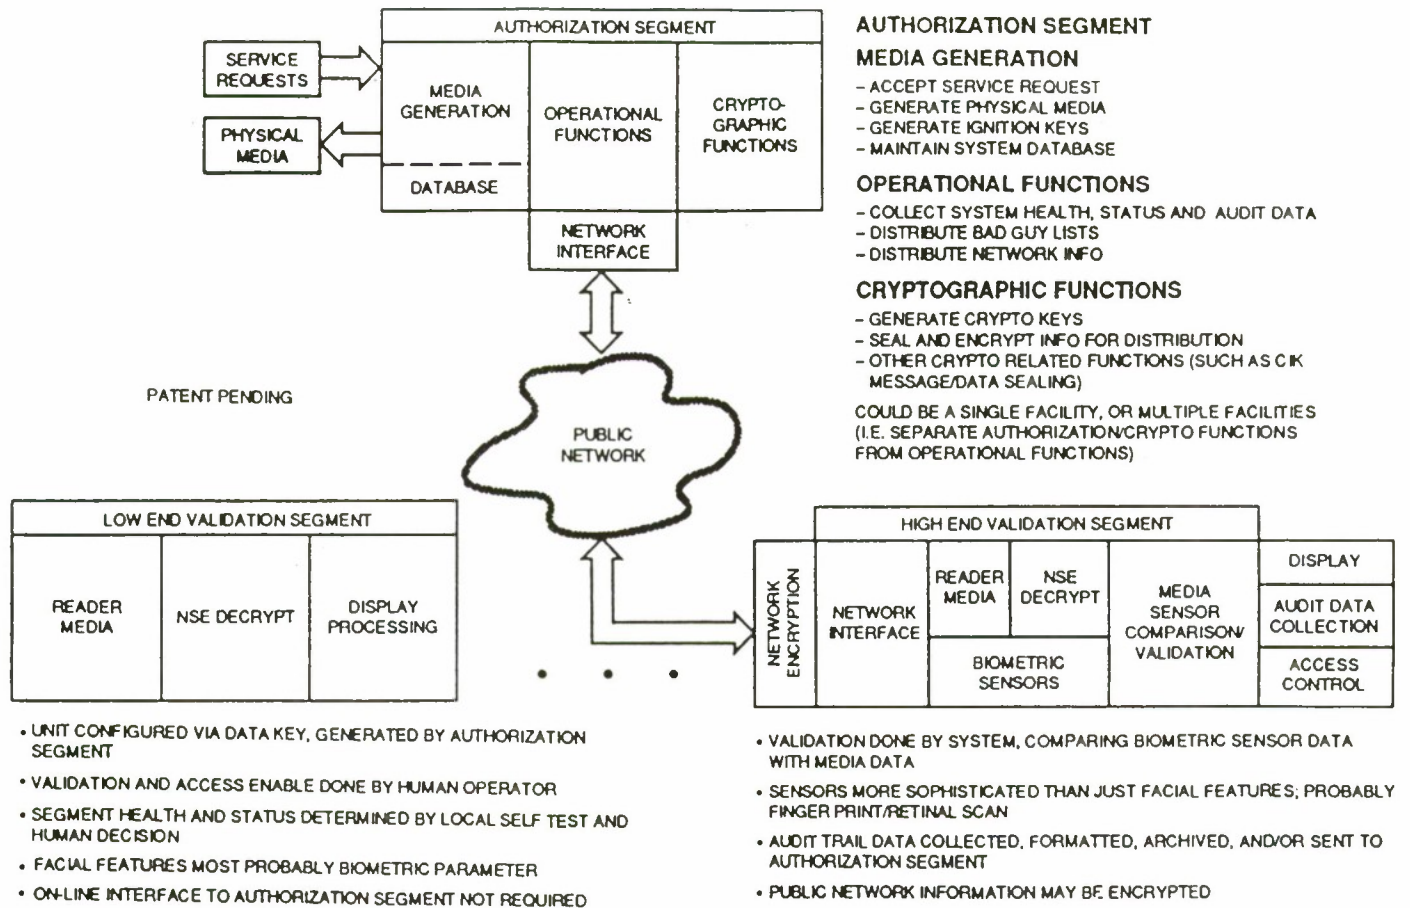 AUTHORIZATION SEGMENT
SERVICE
REQUESTS
PHYSICAL
MEDIA
MEDIA
GENERATION
DATABASE
OPERATIONAL
FUNCTIONS
CRYPTO-
GRAPHIC
FUNCTIONS
NETWORK
INTERFACE
AUTHORIZATION SEGMENT
MEDIA GENERATION
– ACCEPT SERVICE REQUEST
– GENERATE PHYSICAL MEDIA
– GENERATE IGNITION KEYS
– MAINTAIN SYSTEM DATABASE
OPERATIONAL FUNCTIONS
– COLLECT SYSTEM HEALTH, STATUS AND AUDIT DATA
– DISTRIBUTE BAD GUY LISTS
– DISTRIBUTE NETWORK INFO
CRYPTOGRAPHIC FUNCTIONS
– GENERATE CRYPTO KEYS
– SEAL AND ENCRYPT INFO FOR DISTRIBUTION
– OTHER CRYPTO RELATED FUNCTIONS (SUCH AS CIK
MESSAGE/DATA SEALING)
COULD BE A SINGLE FACILITY, OR MULTIPLE FACILITIES
(I.E. SEPARATE AUTHORIZATION/CRYPTO FUNCTIONS
FROM OPERATIONAL FUNCTIONS)
PATENT PENDING
PUBLIC
NETWORK
LOW END VALIDATION SEGMENT
READER
MEDIA
NSE DECRYPT
DISPLAY
PROCESSING
• UNIT CONFIGURED VIA DATA KEY, GENERATED BY AUTHORIZATION
SEGMENT
• VALIDATION AND ACCESS ENABLE DONE BY HUMAN OPERATOR
• SEGMENT HEALTH AND STATUS DETERMINED BY LOCAL SELF TEST AND
HUMAN DECISION
• FACIAL FEATURES MOST PROBABLY BIOMETRIC PARAMETER
• ON-LINE INTERFACE TO AUTHORIZATION SEGMENT NOT REQUIRED
HIGH END VALIDATION SEGMENT
NETWORK
ENCRYPTION
NETWORK
INTERFACE
READER
MEDIA
NSE
DECRYPT
BIOMETRIC
SENSORS
MEDIA
SENSOR
COMPARISON/
VALIDATION
DISPLAY
AUDIT DATA
COLLECTION
ACCESS
CONTROL
• VALIDATION DONE BY SYSTEM, COMPARING BIOMETRIC SENSOR DATA
WITH MEDIA DATA
• SENSORS MORE SOPHISTICATED THAN JUST FACIAL FEATURES; PROBABLY
FINGER PRINT/RETINAL SCAN
• AUDIT TRAIL DATA COLLECTED, FORMATTED, ARCHIVED, AND/OR SENT TO
AUTHORIZATION SEGMENT
• PUBLIC NETWORK INFORMATION MAY BE ENCRYPTED